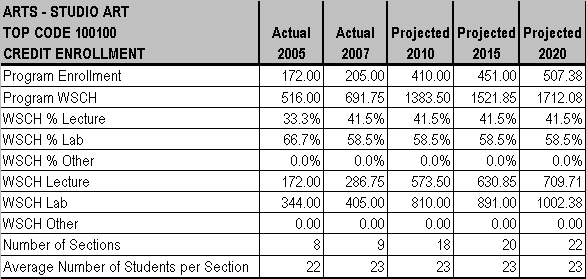 ARTS - STUDIO ART
TOP CODE 100100 Actual Actual Projected Projected Projected
CREDIT ENROLLMENT 2005 2007 2010 2015 2020
Program Enrollment 172.00 205.00 410.00 451.00 507.38
Program WSCH 516.00 691.75 1383.50 1521.85 1712.08
WSCH % Lecture 33.3% 41.5% 41.5% 41.5% 41.5%
WSCH % Lab 66.7% 58.5% 58.5% 58.5% 58.5%
WSCH % Other 0.0% 0.0% 0.0% 0.0% 0.0%
WSCH Lecture 172.00 286.75 573.50 630.85 709.71
WSCH Lab 344.00 405.00 810.00 891.00 1002.38
WSCH Other 0.00 0.00 0.00 0.00 0.00
Number of Sections 8 9 18 20 22
Average Number of Students per Section 22 23 23 23 23